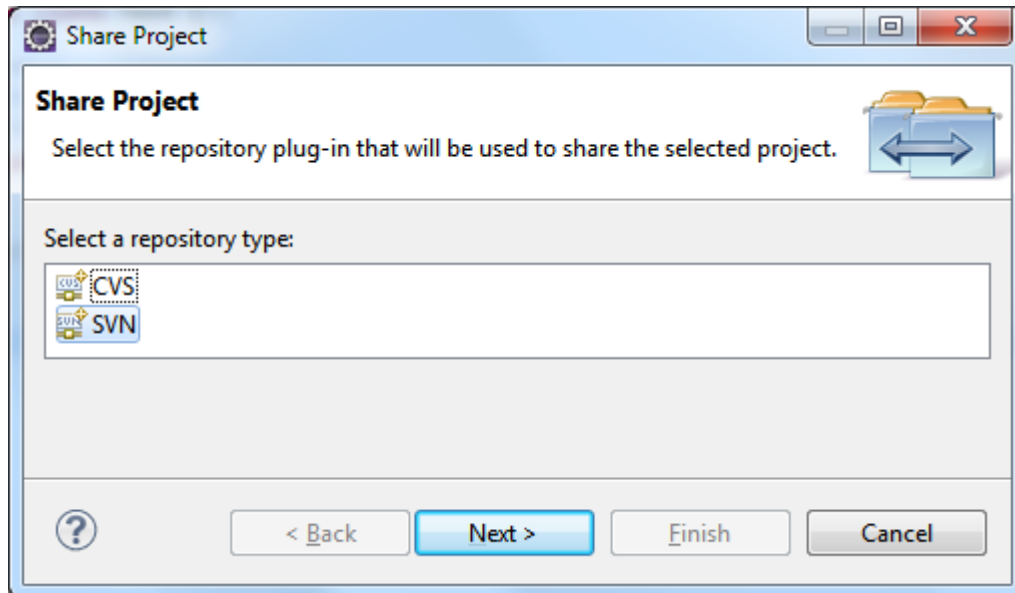 Share Project
Share Project
Select the repository plug-in that will be used to share the selected project.
Select a repository type:
CVS
SVN
? < Back Next > Finish Cancel